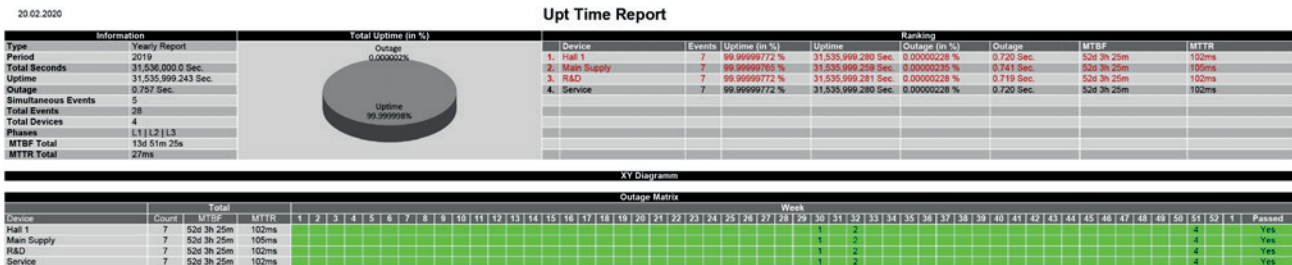 20.02.2020
Upt Time Report
Information
Type Yearly Report
Period 2019
Total Seconds 31,536,000.0 Sec.
Uptime 31,535,999.243 Sec.
Outage 0.757 Sec.
Simultaneous Events 5
Total Events 28
Total Devices 4
Phases L1 | L2 | L3
MTBF Total 13d 51m 25s
MTTR Total 27ms
Total Uptime (in %)
Outage
0.000002%
Uptime
99.999998%
Ranking
Device Events Uptime (in %) Uptime Outage (in %) Outage MTBF MTTR
1. Hall 1 7 99.99999772 % 31,535,999.280 Sec. 0.00000228 % 0.720 Sec. 52d 3h 25m 102ms
2. Main Supply 7 99.99999765 % 31,535,999.259 Sec. 0.00000235 % 0.741 Sec. 52d 3h 25m 105ms
3. R&D 7 99.99999772 % 31,535,999.281 Sec. 0.00000228 % 0.719 Sec. 52d 3h 25m 102ms
4. Service 7 99.99999772 % 31,535,999.280 Sec. 0.00000228 % 0.720 Sec. 52d 3h 25m 102ms
XY Diagramm
Outage Matrix
Total Week
Device Count MTBF MTTR 1 2 3 4 5 6 7 8 9 10 11 12 13 14 15 16 17 18 19 20 21 22 23 24 25 26 27 28 29 30 31 32 33 34 35 36 37 38 39 40 41 42 43 44 45 46 47 48 49 50 51 52 1 Passed
Hall 1 7 52d 3h 25m 102ms 1 2 4 Yes
Main Supply 7 52d 3h 25m 105ms 1 2 4 Yes
R&D 7 52d 3h 25m 102ms 1 2 4 Yes
Service 7 52d 3h 25m 102ms 1 2 4 Yes